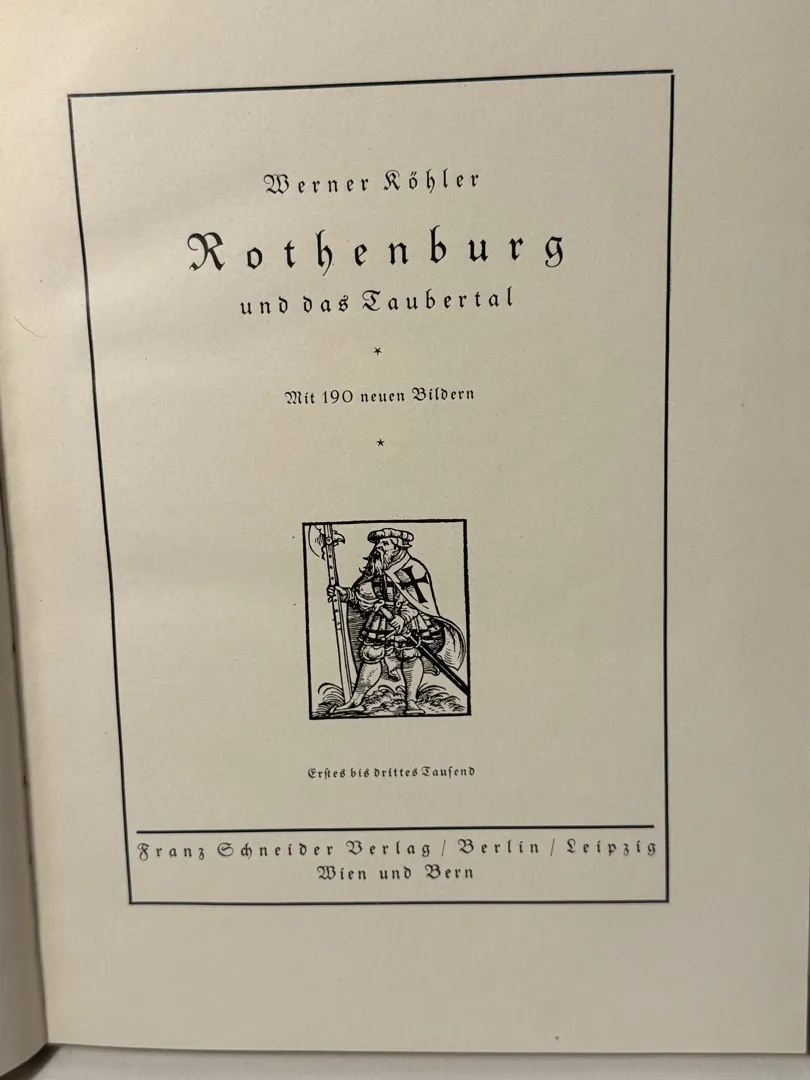 Werner Köhler
Rothenburg
und das Taubertal
*
Mit 190 neuen Bildern
*
Erſtes bis drittes Tauſend
Franz Schneider Verlag / Berlin / Leipzig
Wien und Bern